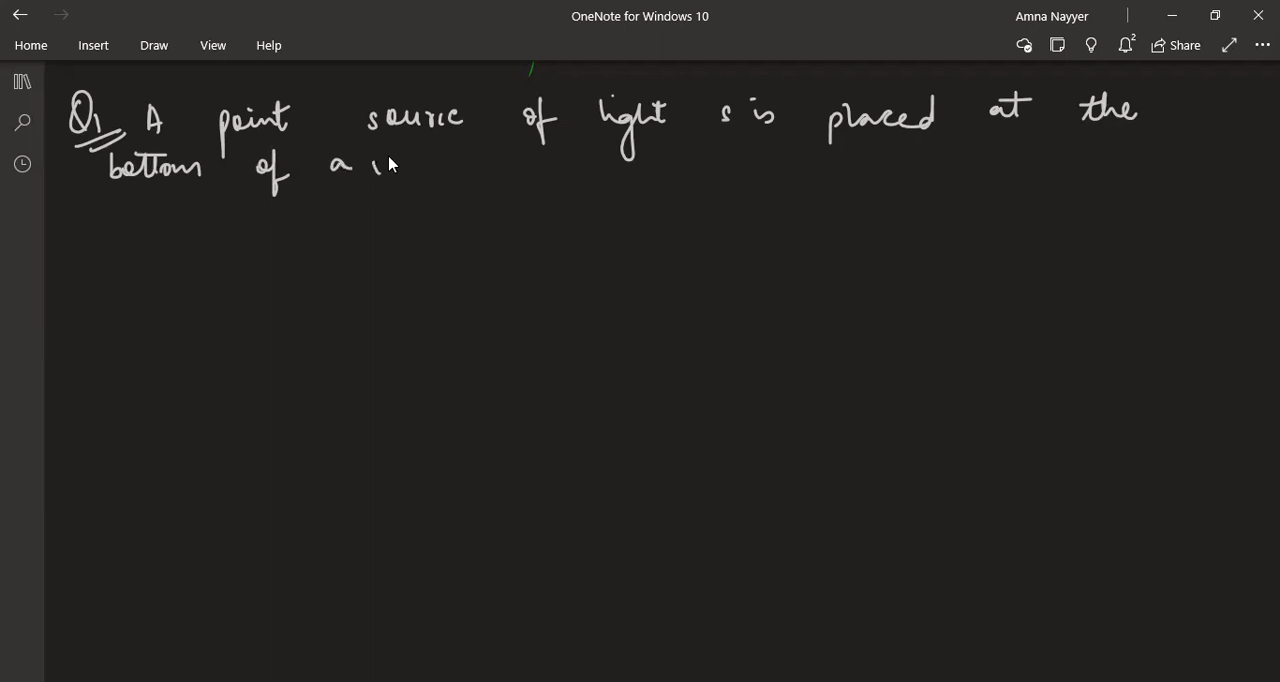 OneNote for Windows 10
Amna Nayyer
Home Insert Draw View Help
2 Share
Q1 A point source of light s is placed at the
bottom of a